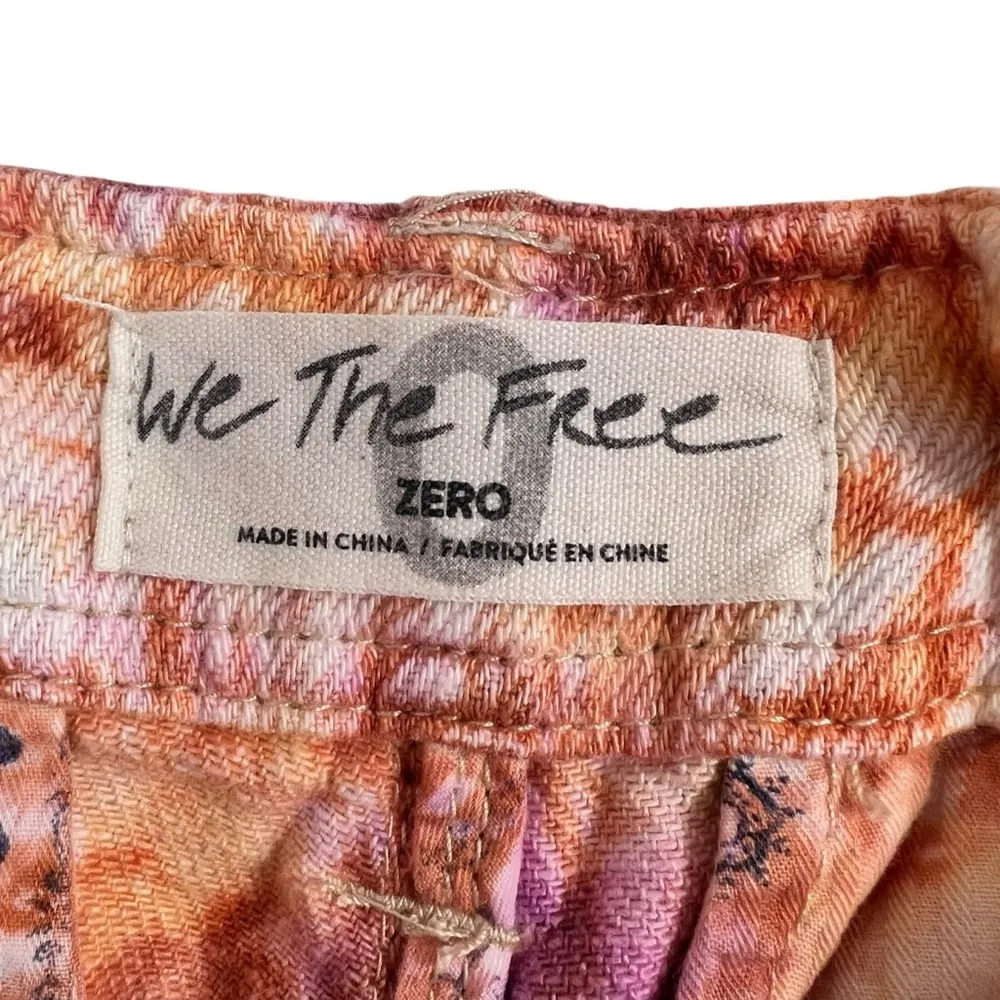 We The Free
ZERO
MADE IN CHINA / FABRIQUÉ EN CHINE